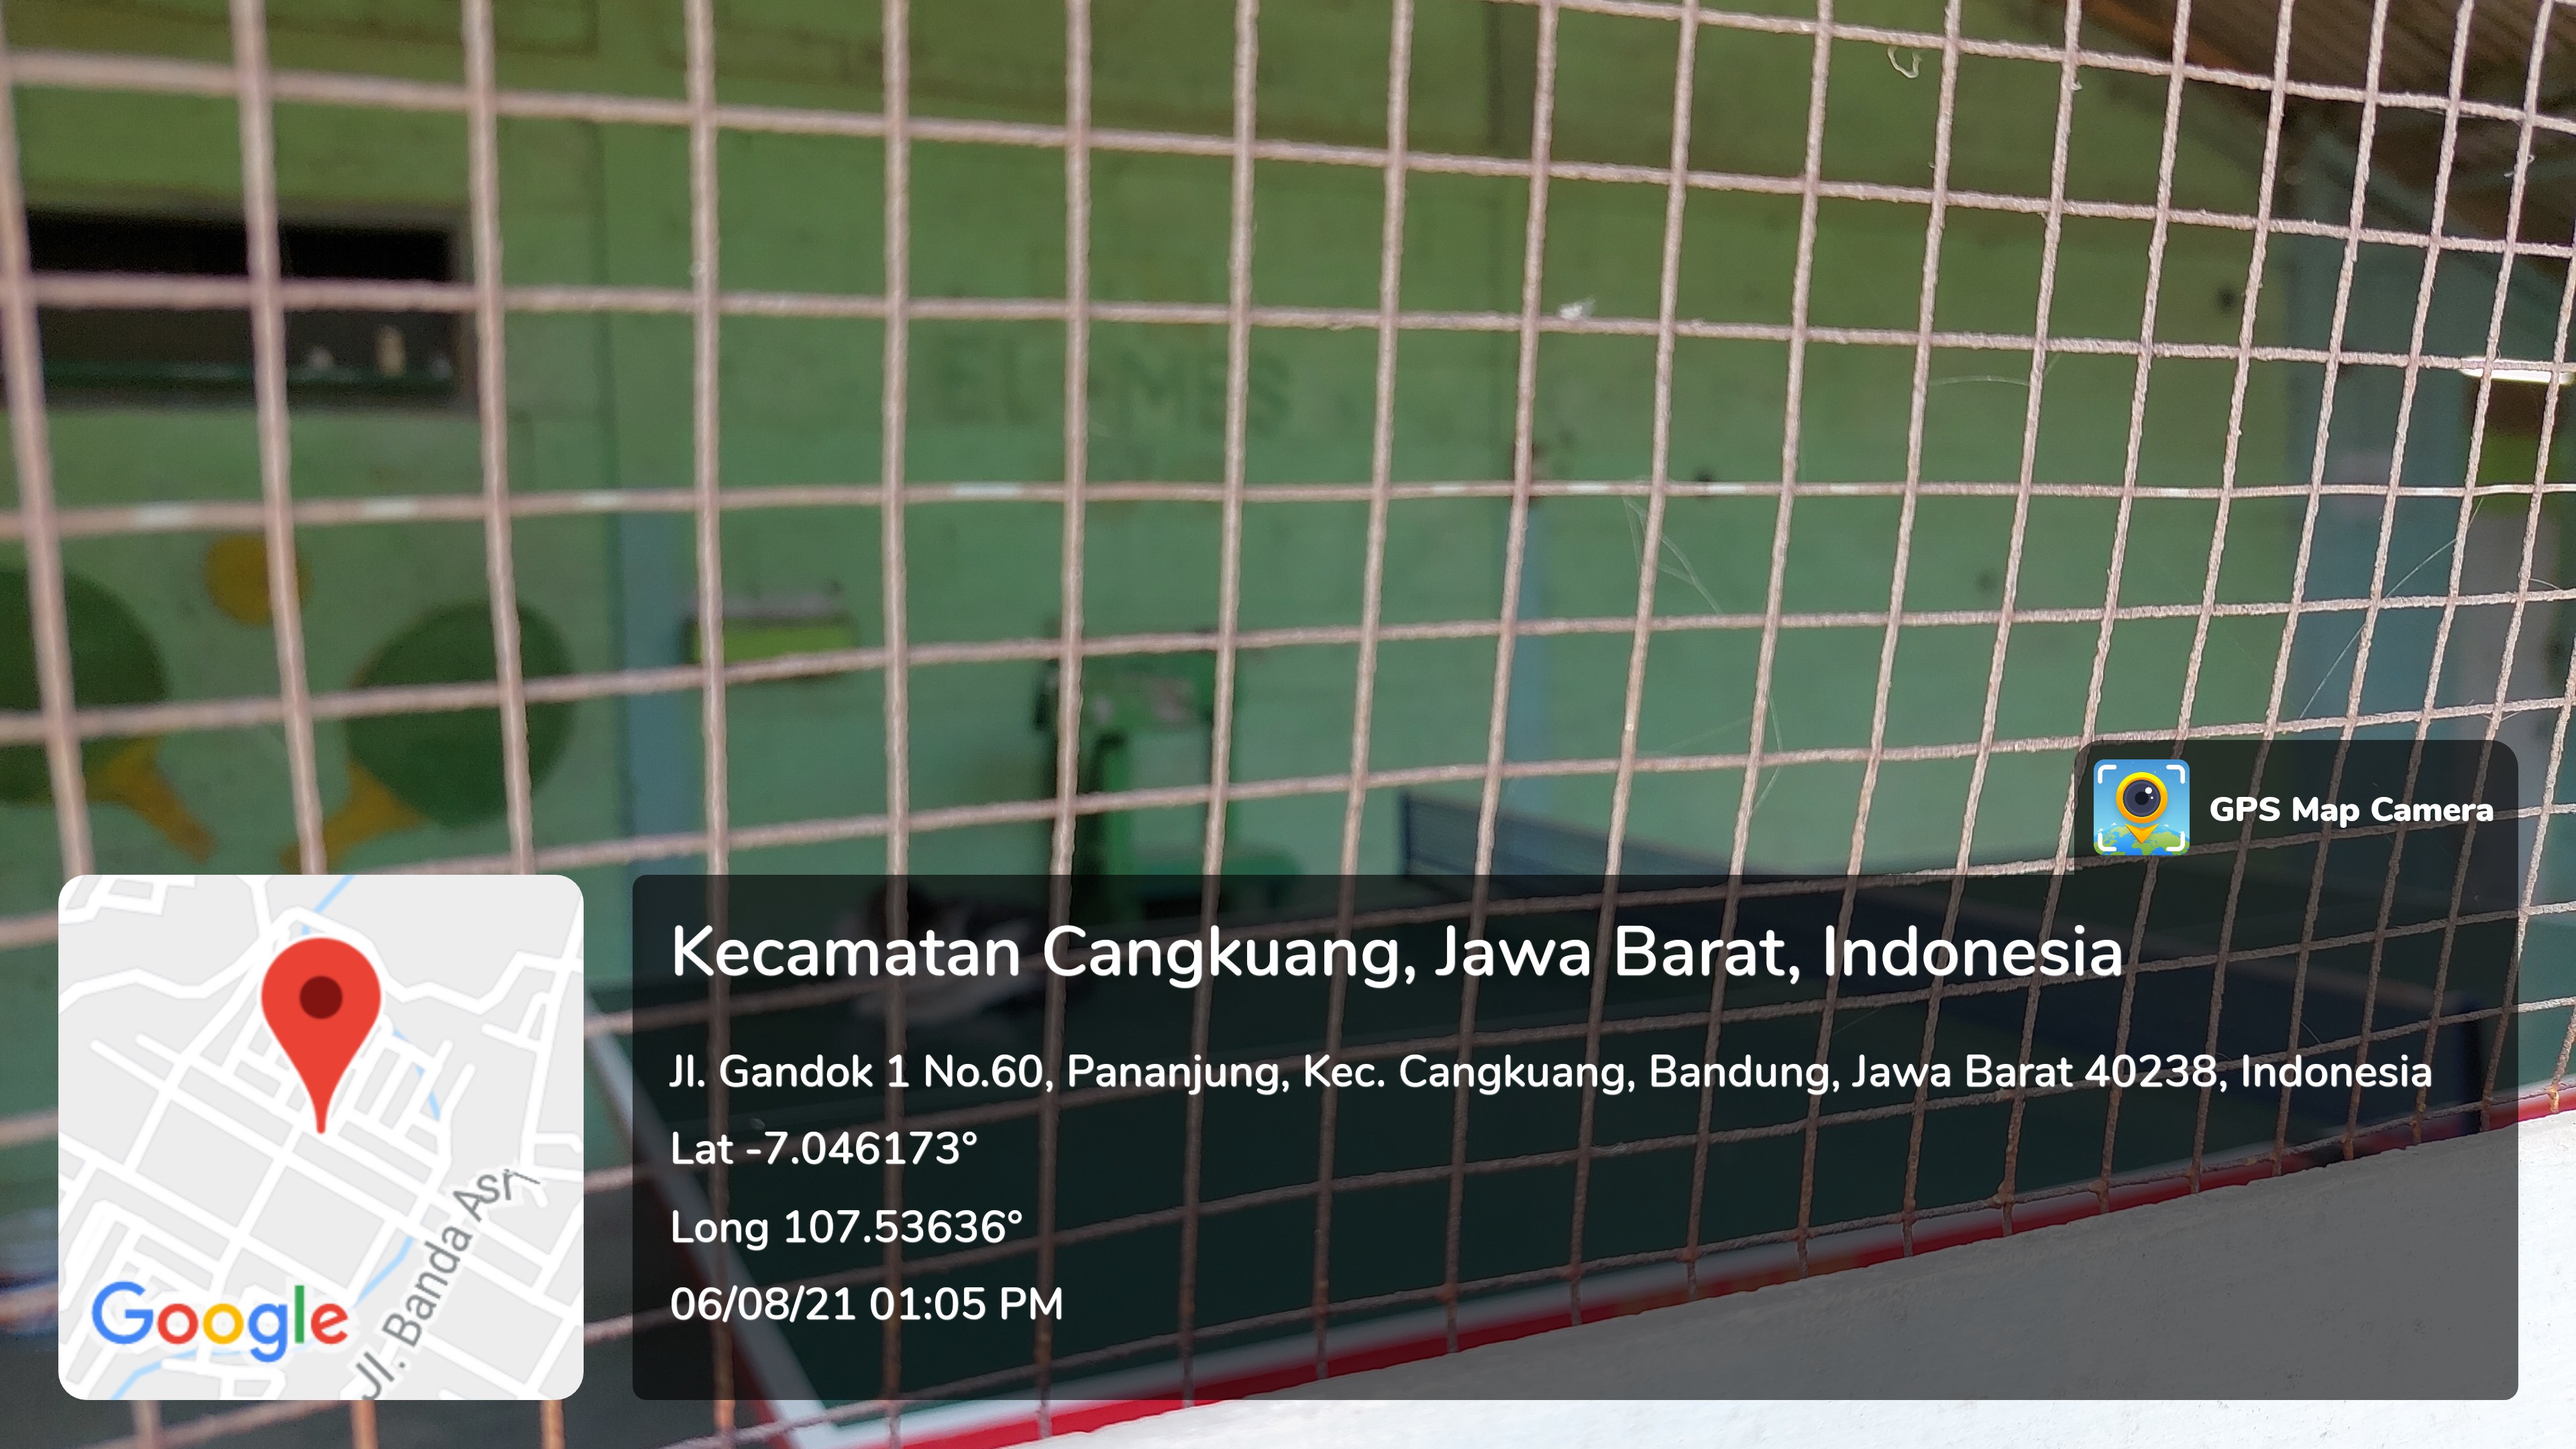 GPS Map Camera
Kecamatan Cangkuang, Jawa Barat, Indonesia
Jl. Gandok 1 No.60, Pananjung, Kec. Cangkuang, Bandung, Jawa Barat 40238, Indonesia
Lat -7.046173°
Long 107.53636°
06/08/21 01:05 PM
Jl. Banda Asri
Google